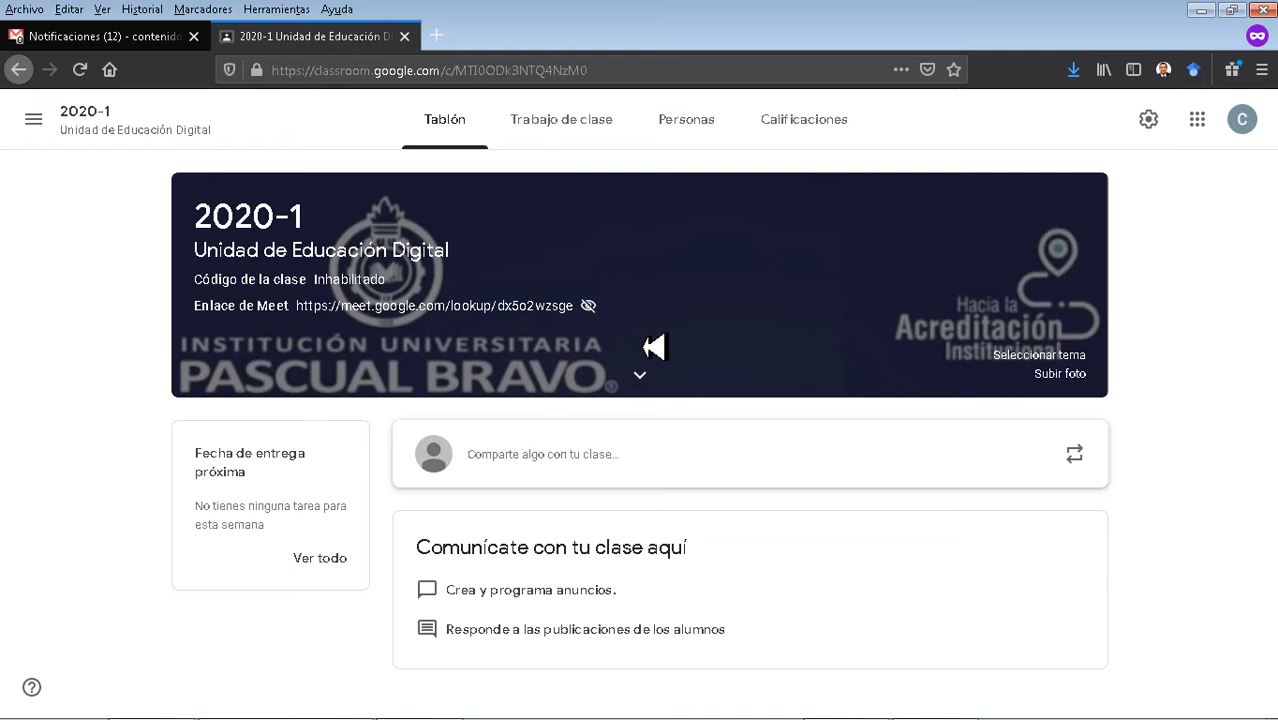 Archivo Editar Ver Historial Marcadores Herramientas Ayuda
Notificaciones (12) - contenido
2020-1 Unidad de Educación D
https://classroom.google.com/c/MTI0ODk3NTQ4NzM0
2020-1
Unidad de Educación Digital
Tablón
Trabajo de clase
Personas
Calificaciones
C
2020-1
Unidad de Educación Digital
Código de la clase Inhabilitado
Enlace de Meet https://meet.google.com/lookup/dx5o2wzsge
INSTITUCIÓN UNIVERSITARIA
PASCUAL BRAVO®
Hacia la
Acreditación
Institucional
Seleccionar tema
Subir foto
Fecha de entrega
próxima
No tienes ninguna tarea para
esta semana
Ver todo
Comparte algo con tu clase...
Comunícate con tu clase aquí
Crea y programa anuncios.
Responde a las publicaciones de los alumnos